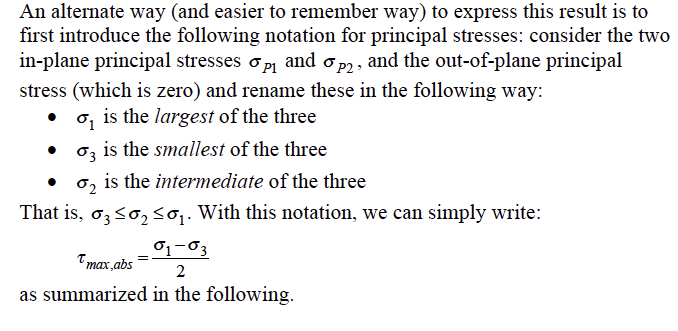 An alternate way (and easier to remember way) to express this result is to
first introduce the following notation for principal stresses: consider the two
in-plane principal stresses σP1 and σP2, and the out-of-plane principal
stress (which is zero) and rename these in the following way:
• σ1 is the largest of the three
• σ3 is the smallest of the three
• σ2 is the intermediate of the three
That is, σ3≤σ2≤σ1. With this notation, we can simply write:
τmax,abs = σ1−σ3 / 2
as summarized in the following.